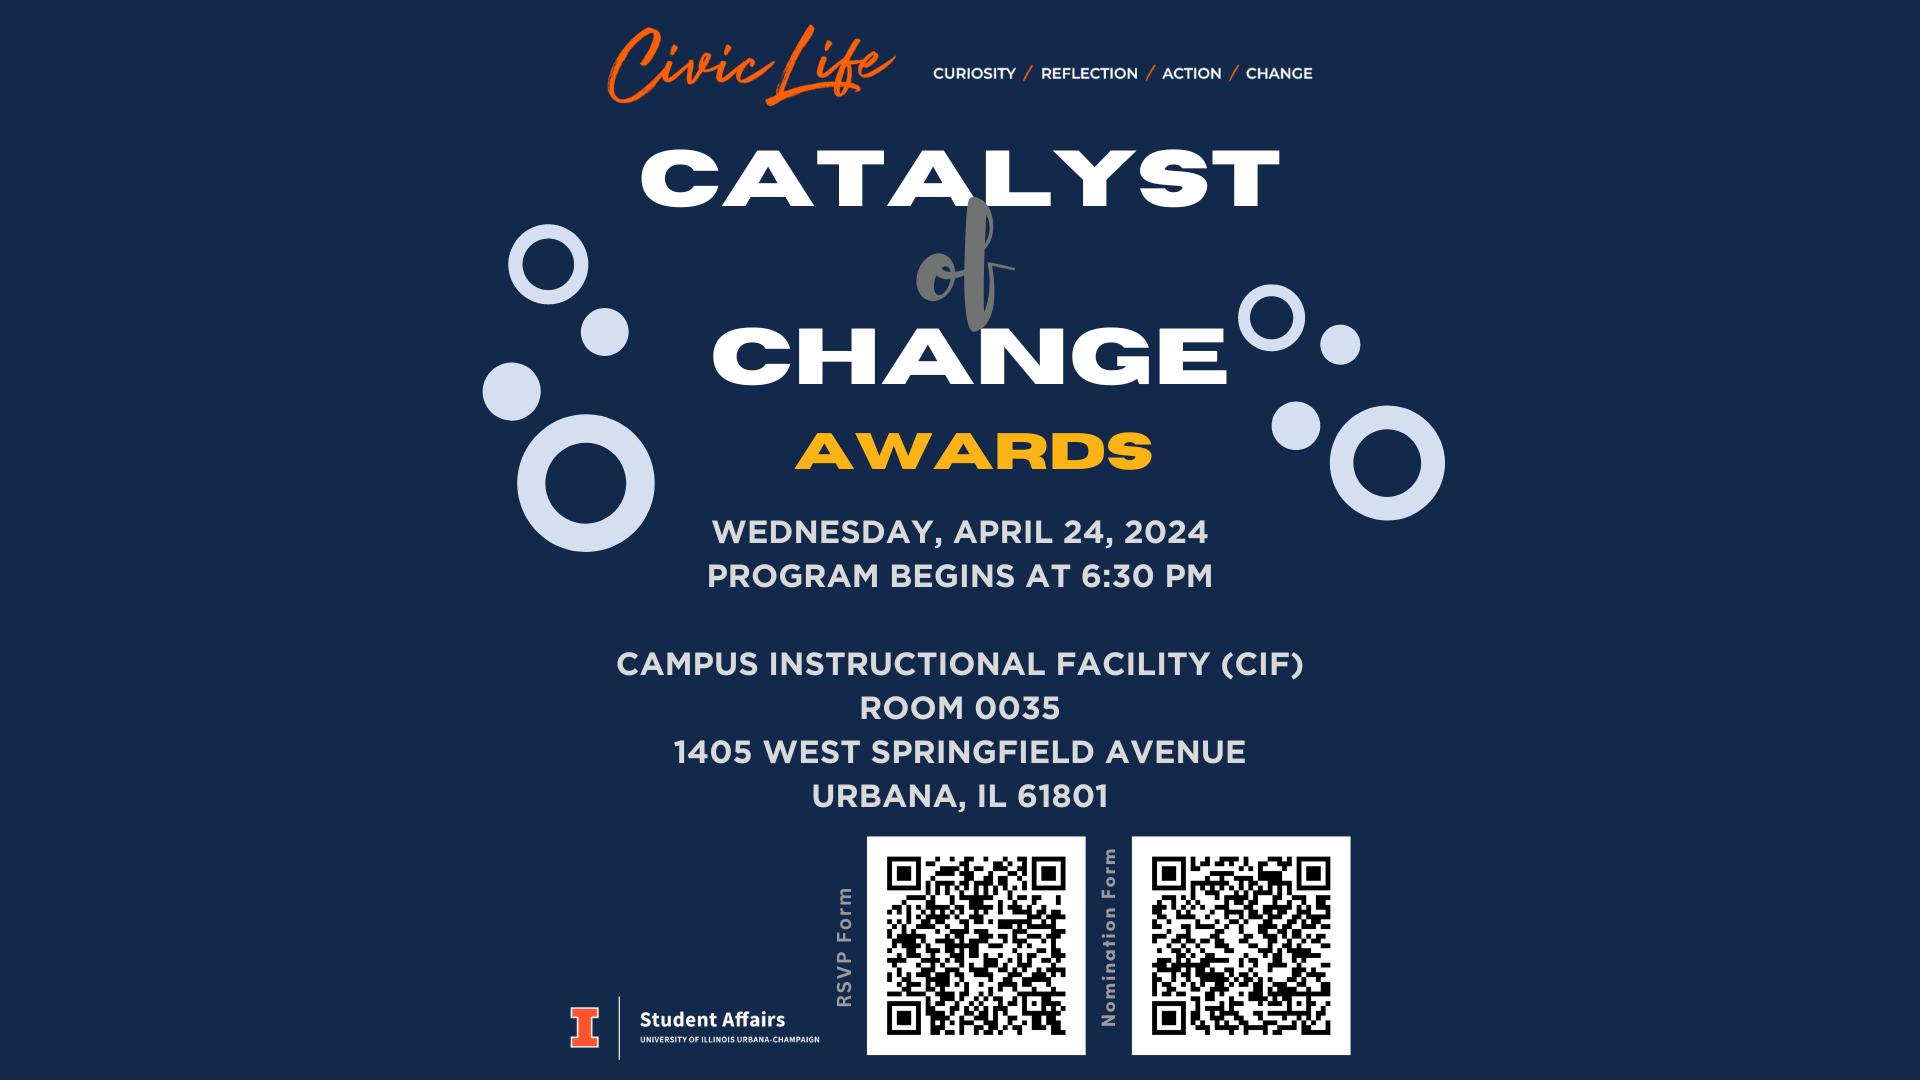 Civic Life
CURIOSITY / REFLECTION / ACTION / CHANGE
CATALYST
of
CHANGE
AWARDS
WEDNESDAY, APRIL 24, 2024
PROGRAM BEGINS AT 6:30 PM
CAMPUS INSTRUCTIONAL FACILITY (CIF)
ROOM 0035
1405 WEST SPRINGFIELD AVENUE
URBANA, IL 61801
RSVP Form
Nomination Form
I
Student Affairs
UNIVERSITY OF ILLINOIS URBANA-CHAMPAIGN